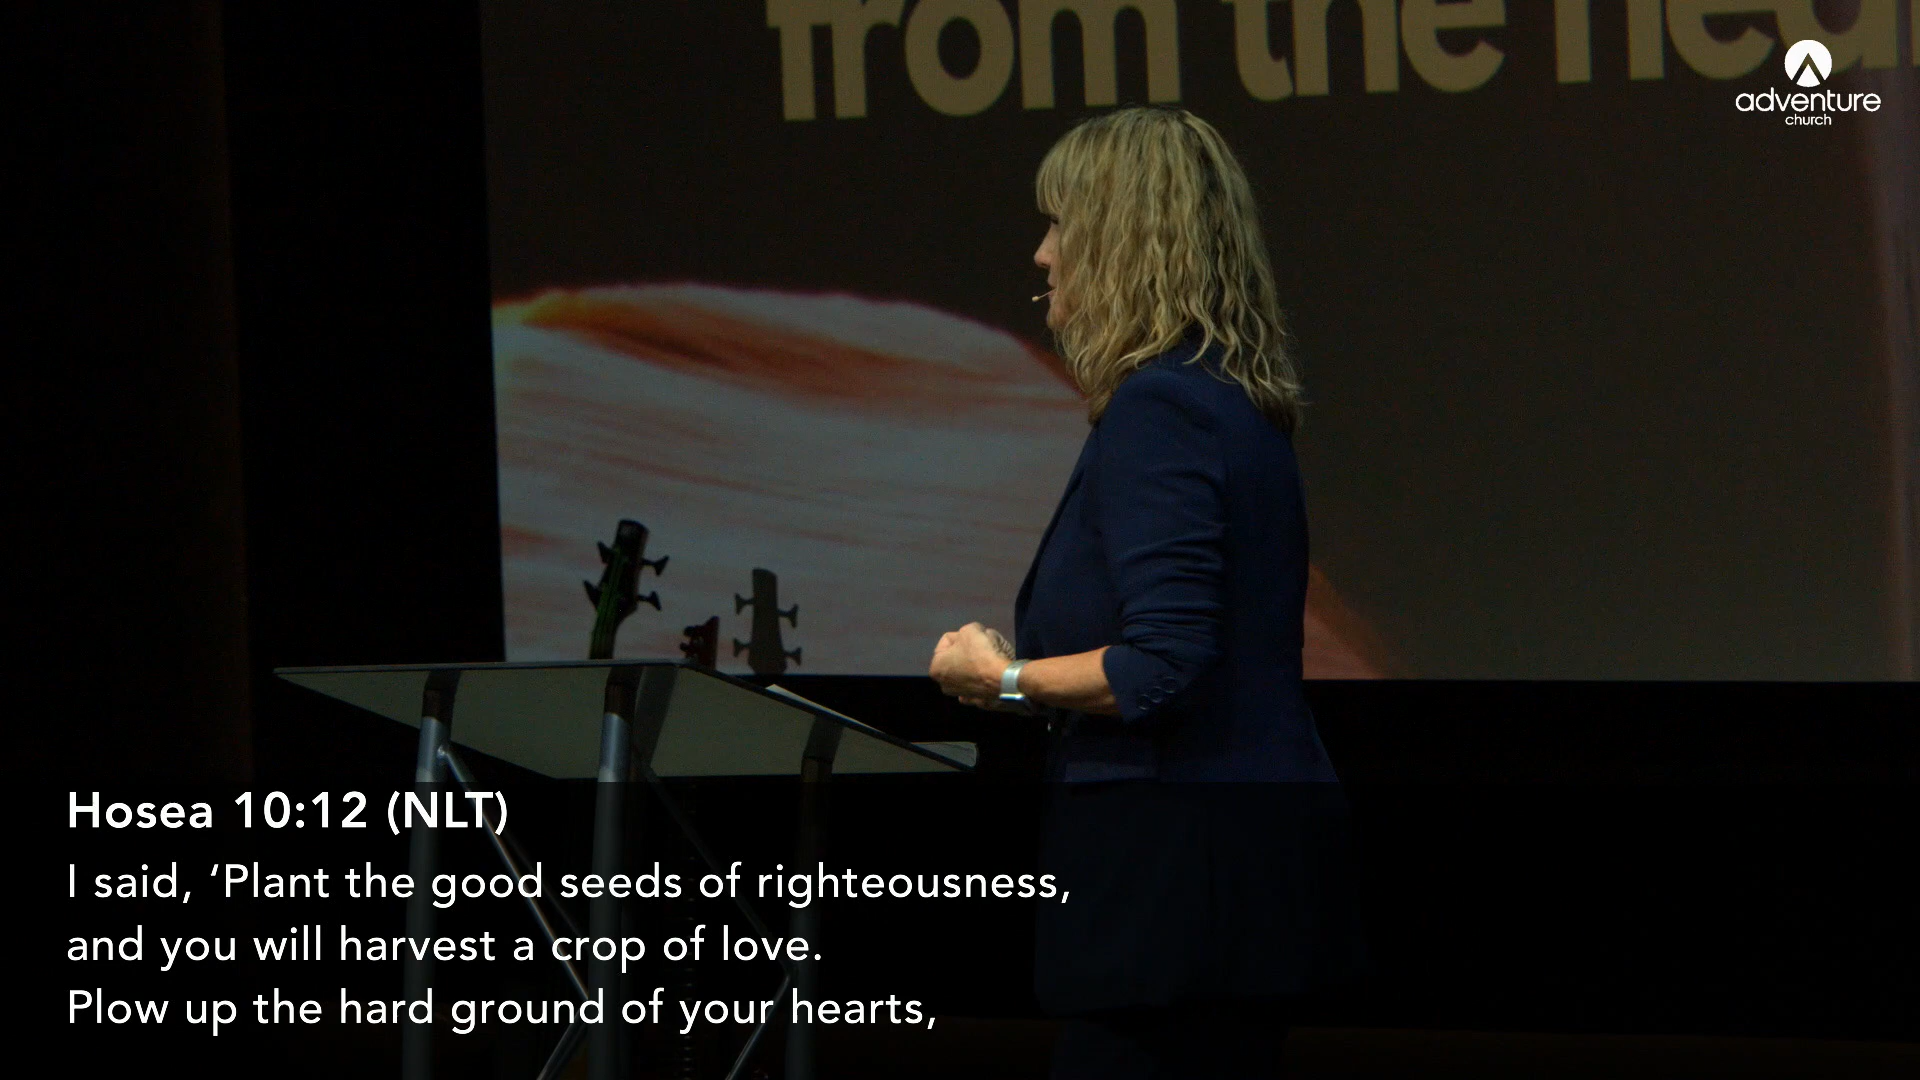 from the hear
adventure
church
Hosea 10:12 (NLT)
I said, ‘Plant the good seeds of righteousness,
and you will harvest a crop of love.
Plow up the hard ground of your hearts,